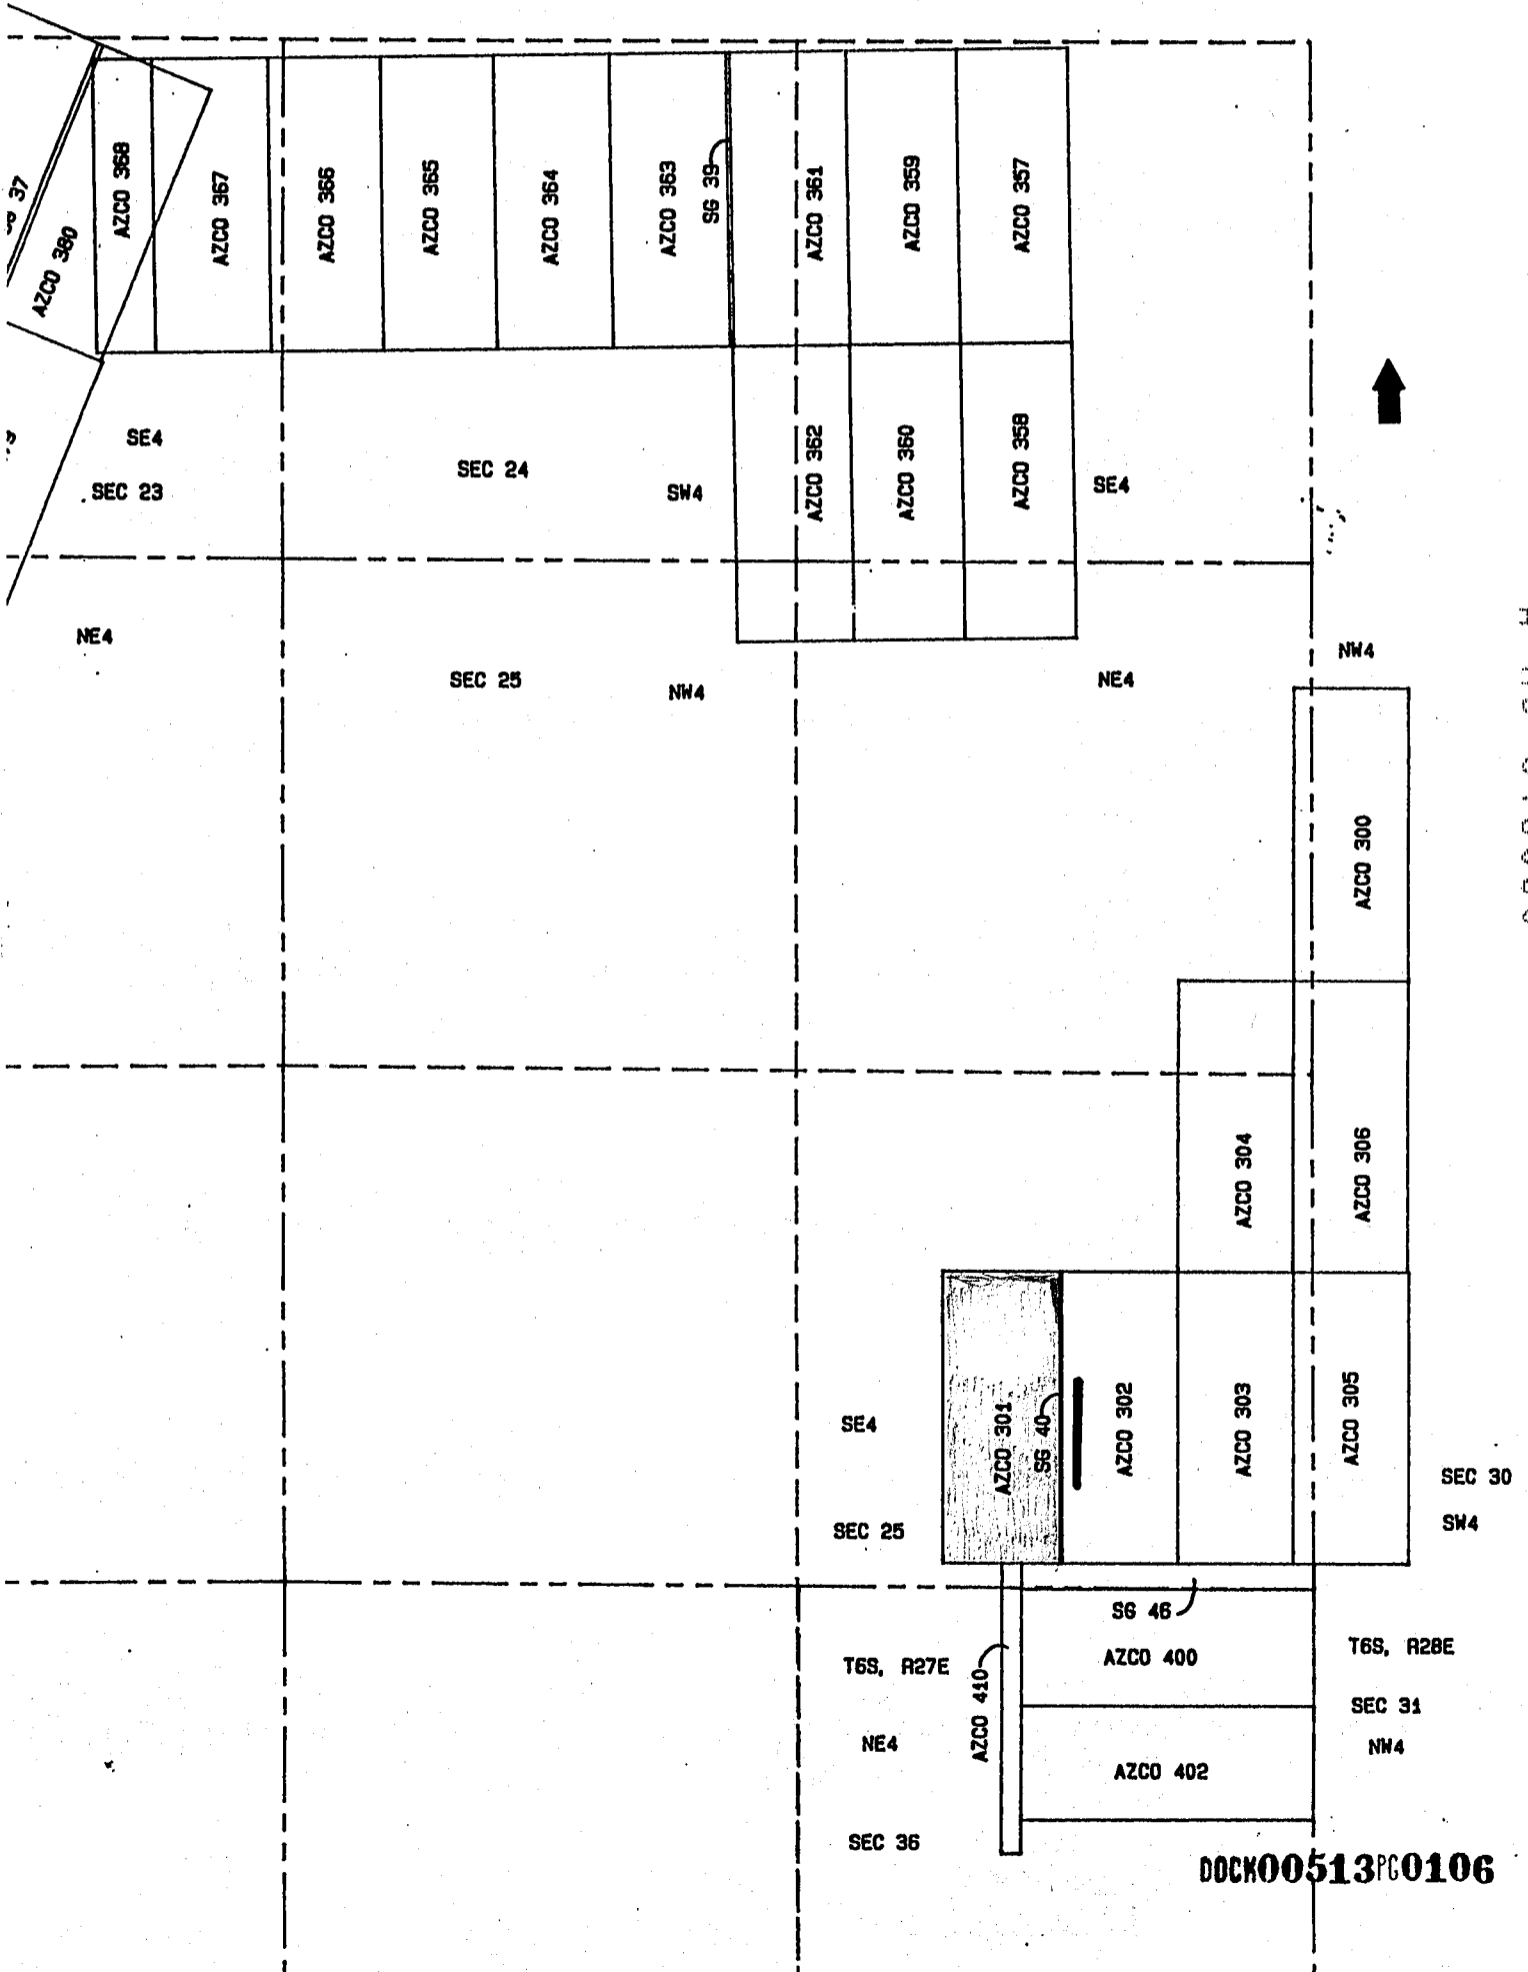 AZCO 380
AZCO 368
AZCO 367
AZCO 366
AZCO 365
AZCO 364
AZCO 363
SG 39
AZCO 361
AZCO 359
AZCO 357
SE4
SEC 23
SEC 24
SW4
AZCO 362
AZCO 360
AZCO 358
SE4
NE4
SEC 25
NW4
NE4
NW4
AZCO 300
AZCO 304
AZCO 306
SE4
SEC 25
AZCO 301
SG 40
AZCO 302
AZCO 303
AZCO 305
SEC 30
SW4
SG 46
T6S, R27E
AZCO 410
AZCO 400
T6S, R28E
SEC 31
NE4
NW4
AZCO 402
SEC 36
DOCK00513PG0106